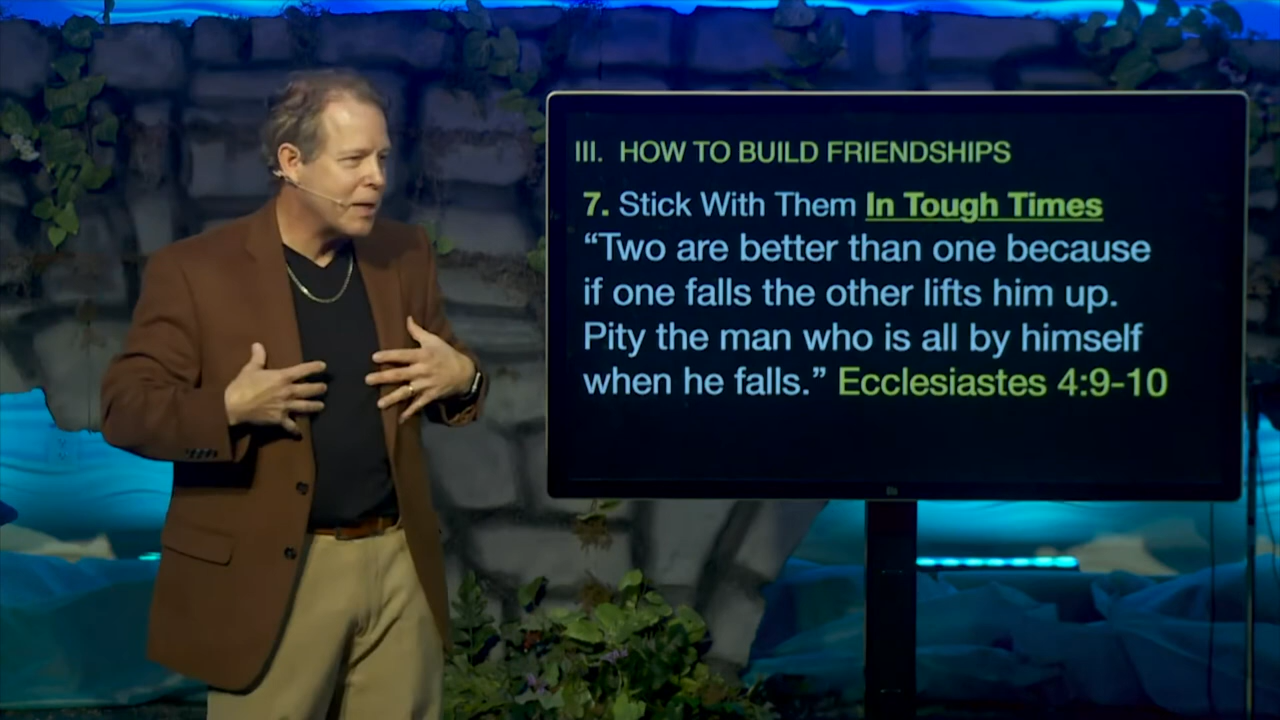 III. HOW TO BUILD FRIENDSHIPS
7. Stick With Them In Tough Times
“Two are better than one because
if one falls the other lifts him up.
Pity the man who is all by himself
when he falls.” Ecclesiastes 4:9-10